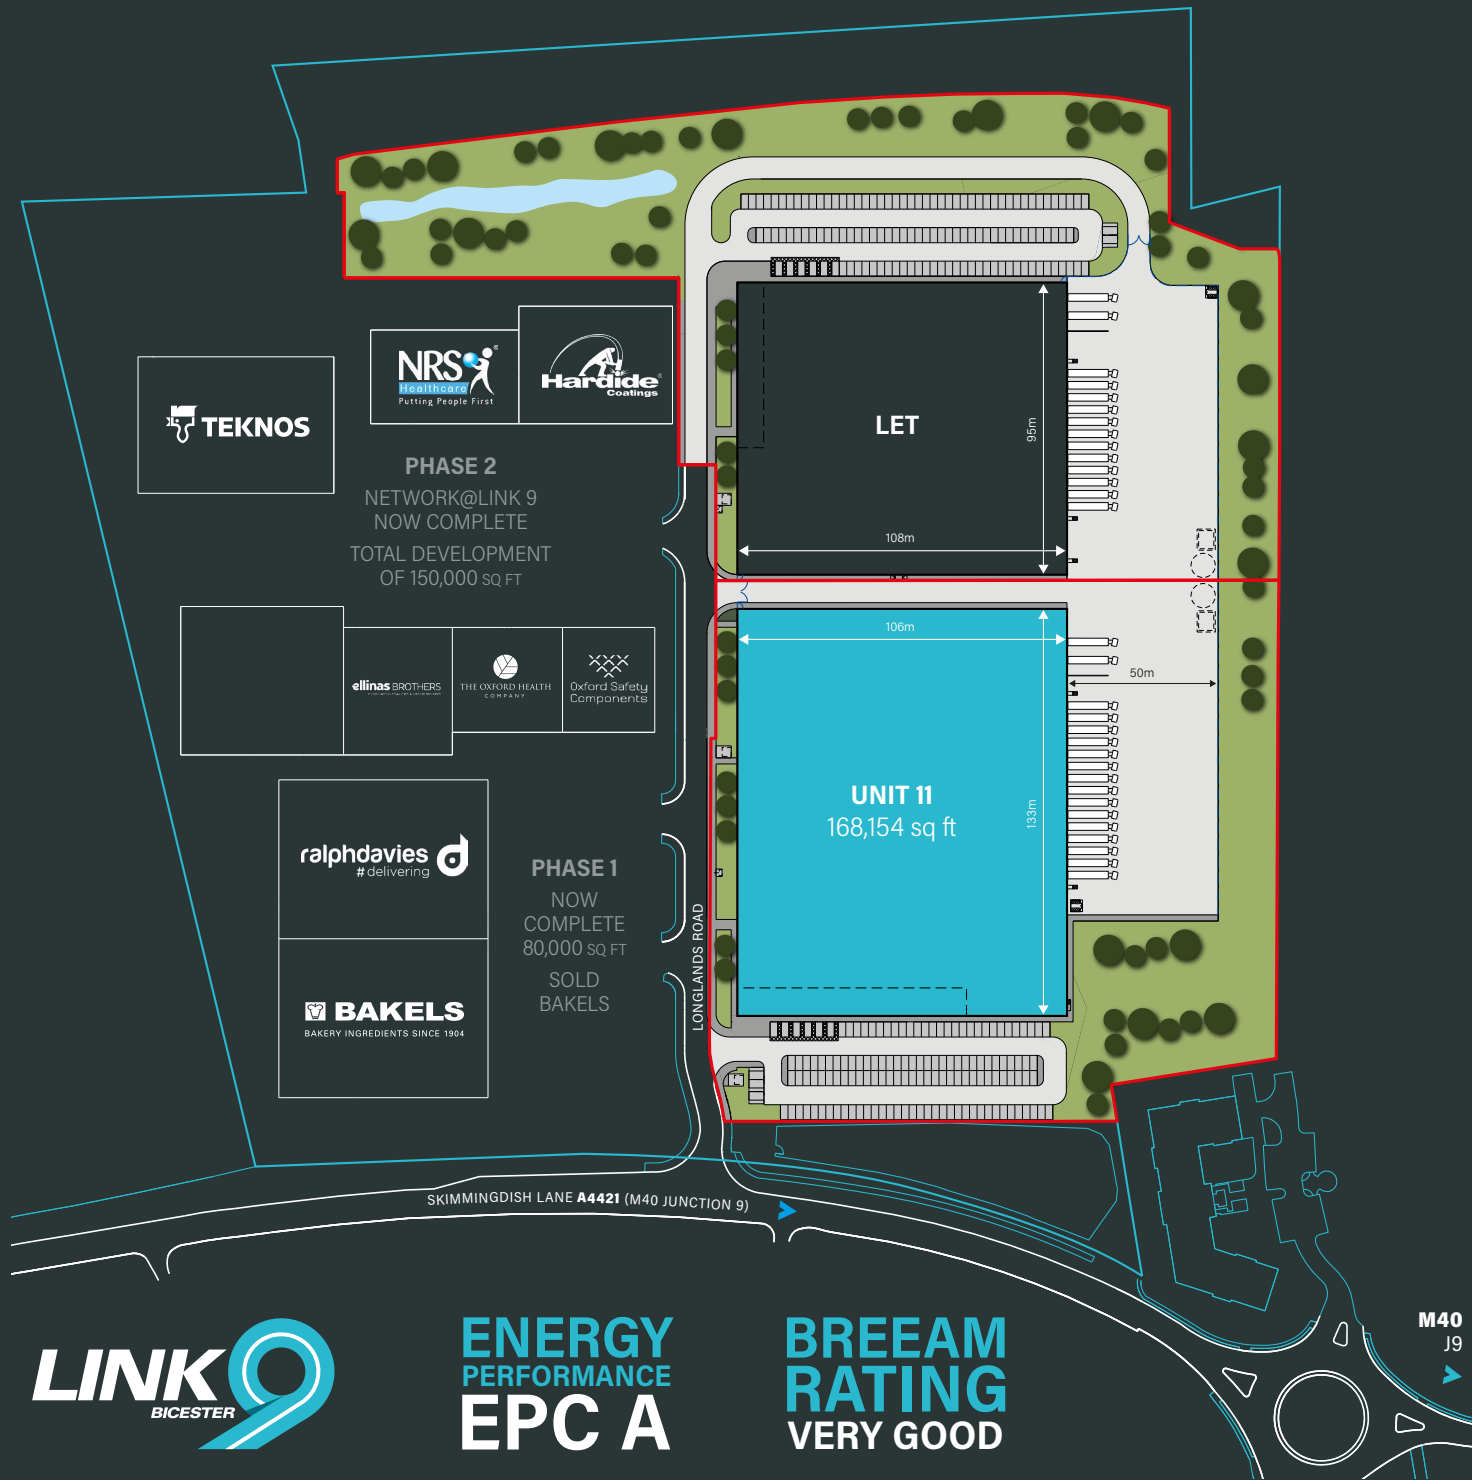 LET
95m
108m
NRS
Healthcare
Putting People First
Hardide
Coatings
TEKNOS
PHASE 2
NETWORK@LINK 9
NOW COMPLETE
TOTAL DEVELOPMENT
OF 150,000 SQ FT
106m
50m
133m
UNIT 11
168,154 sq ft
ellinas BROTHERS
THE OXFORD HEALTH
COMPANY
Oxford Safety
Components
ralphdavies
# delivering
PHASE 1
NOW
COMPLETE
80,000 SQ FT
SOLD
BAKELS
BAKELS
BAKERY INGREDIENTS SINCE 1904
LONGLANDS ROAD
SKIMMINGDISH LANE A4421 (M40 JUNCTION 9)
M40
J9
LINK 9
BICESTER
ENERGY
PERFORMANCE
EPC A
BREEAM
RATING
VERY GOOD